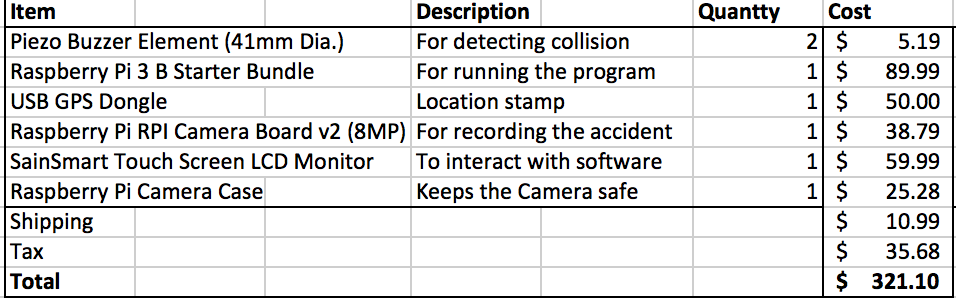 Item Description Quantty Cost
Piezo Buzzer Element (41mm Dia.) For detecting collision 2 $ 5.19
Raspberry Pi 3 B Starter Bundle For running the program 1 $ 89.99
USB GPS Dongle Location stamp 1 $ 50.00
Raspberry Pi RPI Camera Board v2 (8MP) For recording the accident 1 $ 38.79
SainSmart Touch Screen LCD Monitor To interact with software 1 $ 59.99
Raspberry Pi Camera Case Keeps the Camera safe 1 $ 25.28
Shipping $ 10.99
Tax $ 35.68
Total $ 321.10